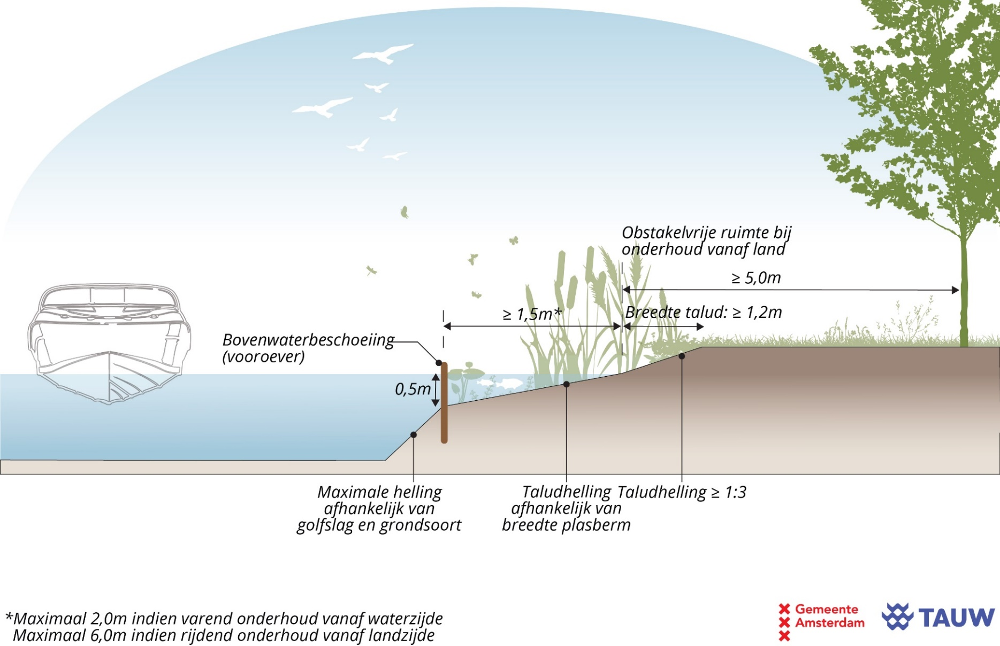 Obstakelvrije ruimte bij
onderhoud vanaf land
≥ 5,0m
≥ 1,5m*
Breedte talud: ≥ 1,2m
Bovenwaterbeschoeiing
(vooroever)
0,5m
Maximale helling
afhankelijk van
golfslag en grondsoort
Taludhelling
afhankelijk van
breedte plasberm
Taludhelling ≥ 1:3
*Maximaal 2,0m indien varend onderhoud vanaf waterzijde
Maximaal 6,0m indien rijdend onderhoud vanaf landzijde
Gemeente
Amsterdam
TAUW